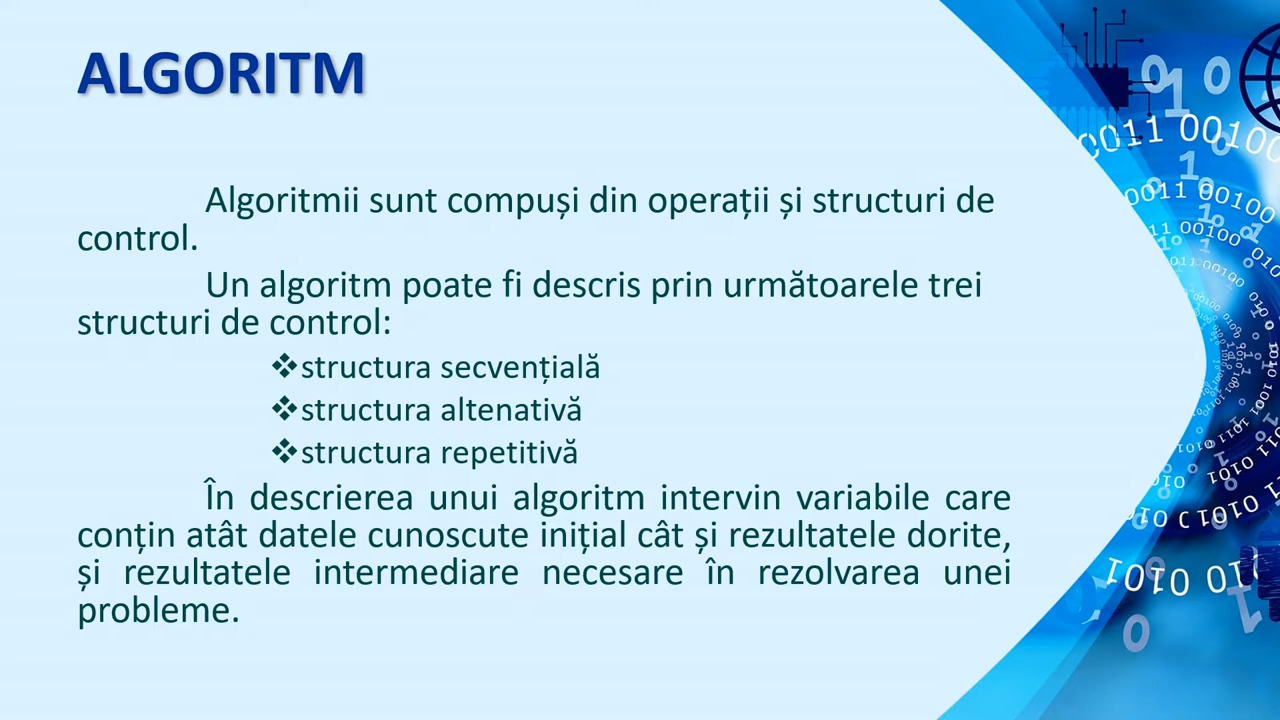 ALGORITM
Algoritmii sunt compuși din operații și structuri de
control.
Un algoritm poate fi descris prin următoarele trei
structuri de control:
❖structura secvențială
❖structura altenativă
❖structura repetitivă
În descrierea unui algoritm intervin variabile care
conțin atât datele cunoscute inițial cât și rezultatele dorite,
și rezultatele intermediare necesare în rezolvarea unei
probleme.